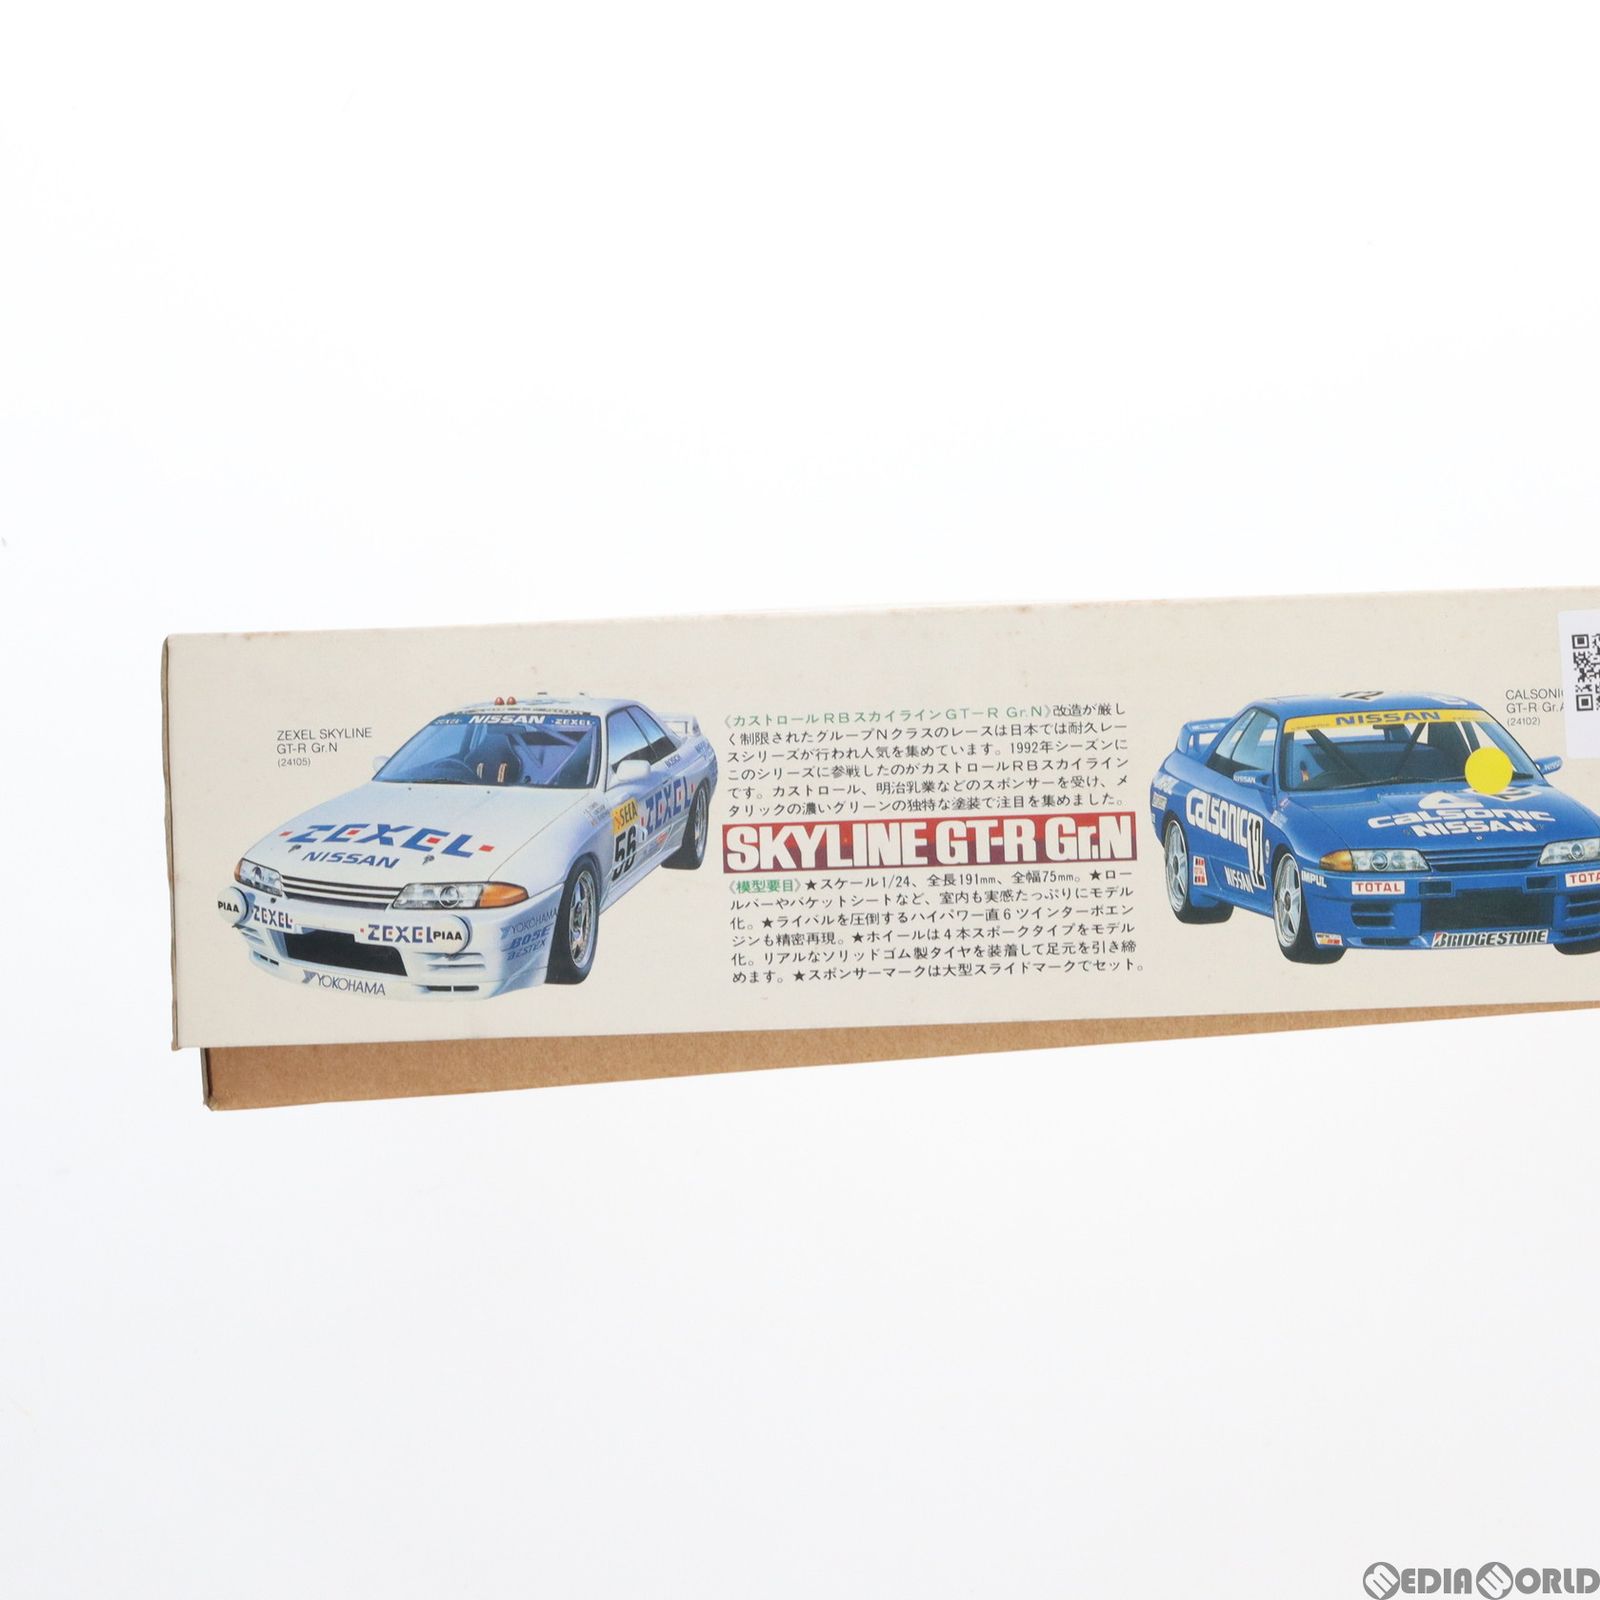 ZEXEL SKYLINE
GT-R Gr.N
(24105)
ZEXEL NISSAN ZEXEL
BOSCH
ZEXEL
SEEA
56
ZEXEL
NISSAN
PIAA
ZEXEL
ZEXEL
PIAA
YOKOHAMA
BOSE
BESTEX
YOKOHAMA
《カストロールRBスカイラインGT-R Gr.N》改造が厳し
く制限されたグループNクラスのレースは日本では耐久レー
スシリーズが行われ人気を集めています。1992年シーズンに
このシリーズに参戦したのがカストロールRBスカイライン
です。カストロール、明治乳業などのスポンサーを受け、メ
タリックの濃いグリーンの独特な塗装で注目を集めました。
SKYLINE GT-R Gr.N
《模型要目》★スケール1/24、全長191mm、全幅75mm。★ロー
ルバーやバケットシートなど、室内も実感たっぷりにモデル
化。★ライバルを圧倒するハイパワー直6ツインターボエン
ジンも精密再現。★ホイールは4本スポークタイプをモデル
化。リアルなソリッドゴム製タイヤを装着して足元を引き締
めます。★スポンサーマークは大型スライドマークでセット。
CALSONIC
GT-R Gr.A
(24102)
12
NISSAN
NISSAN
NISSAN
calsonic
12
calsonic
NISSAN
NISSAN
IMPUL
TOTAL
TOTAL
BRIDGESTONE
MEDIAWORLD